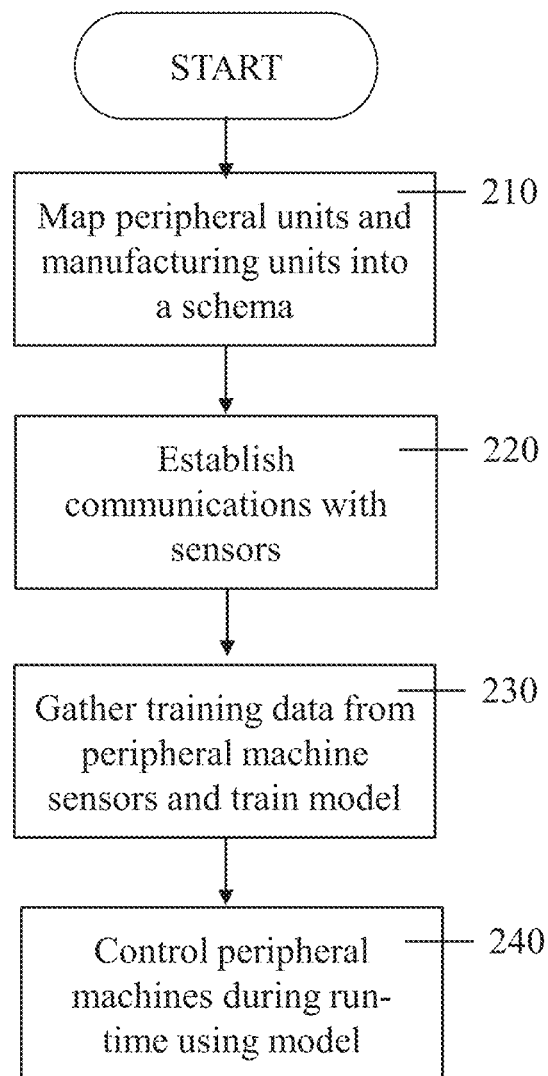 START
210
Map peripheral units and
manufacturing units into
a schema
220
Establish
communications with
sensors
230
Gather training data from
peripheral machine
sensors and train model
240
Control peripheral
machines during run-
time using model